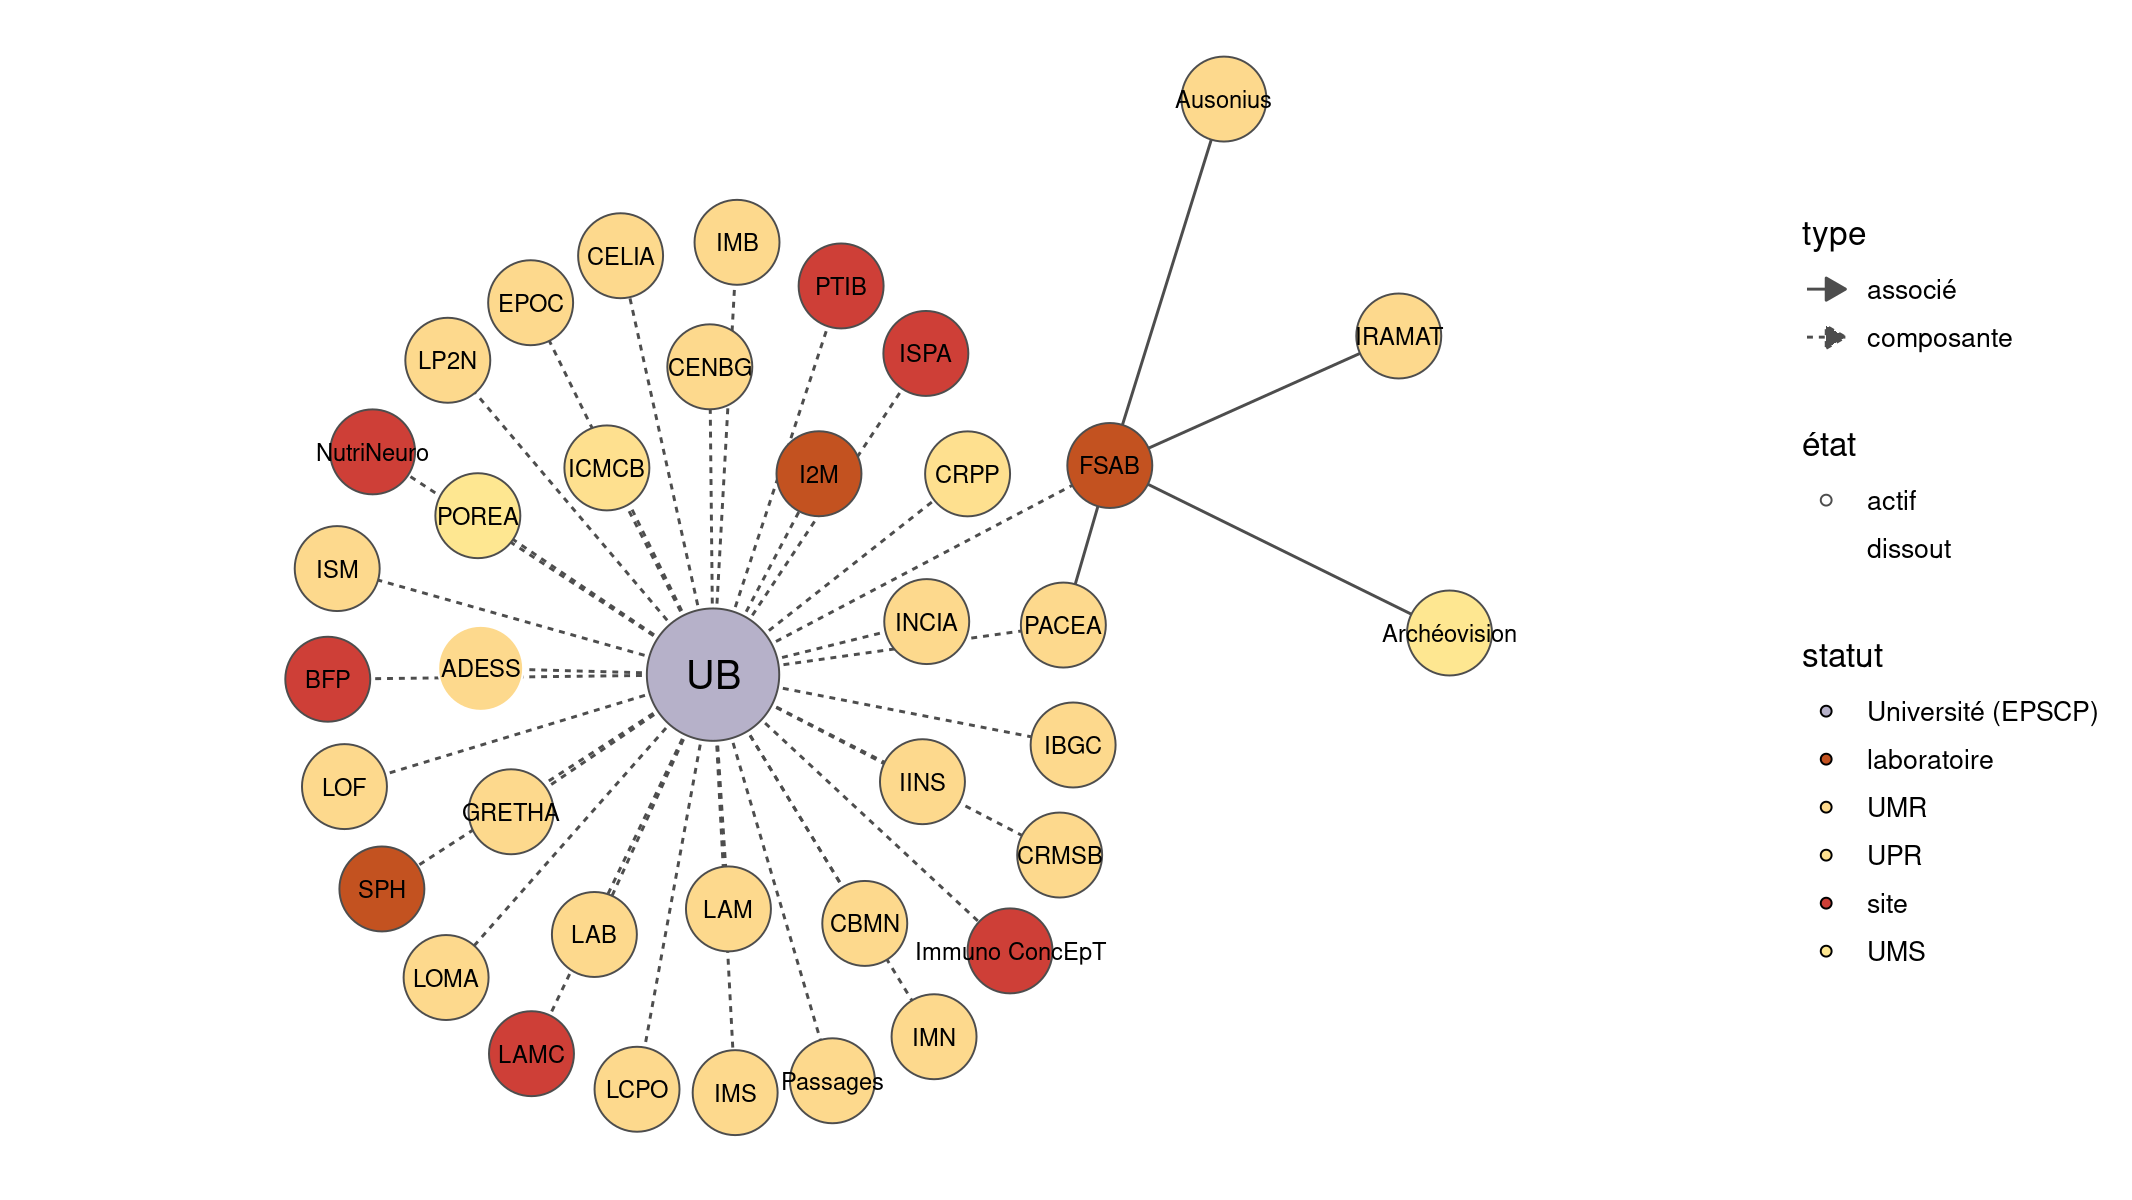 Ausonius
IMB
CELIA
PTIB
EPOC
IRAMAT
ISPA
LP2N
CENBG
NutriNeuro
FSAB
ICMCB
I2M
CRPP
POREA
ISM
INCIA
PACEA
Archéovision
ADESS
UB
BFP
IBGC
IINS
LOF
GRETHA
CRMSB
SPH
LAM
CBMN
LAB
Immuno ConcEpT
LOMA
IMN
LAMC
Passages
LCPO
IMS
type
associé
composante
état
actif
dissout
statut
Université (EPSCP)
laboratoire
UMR
UPR
site
UMS